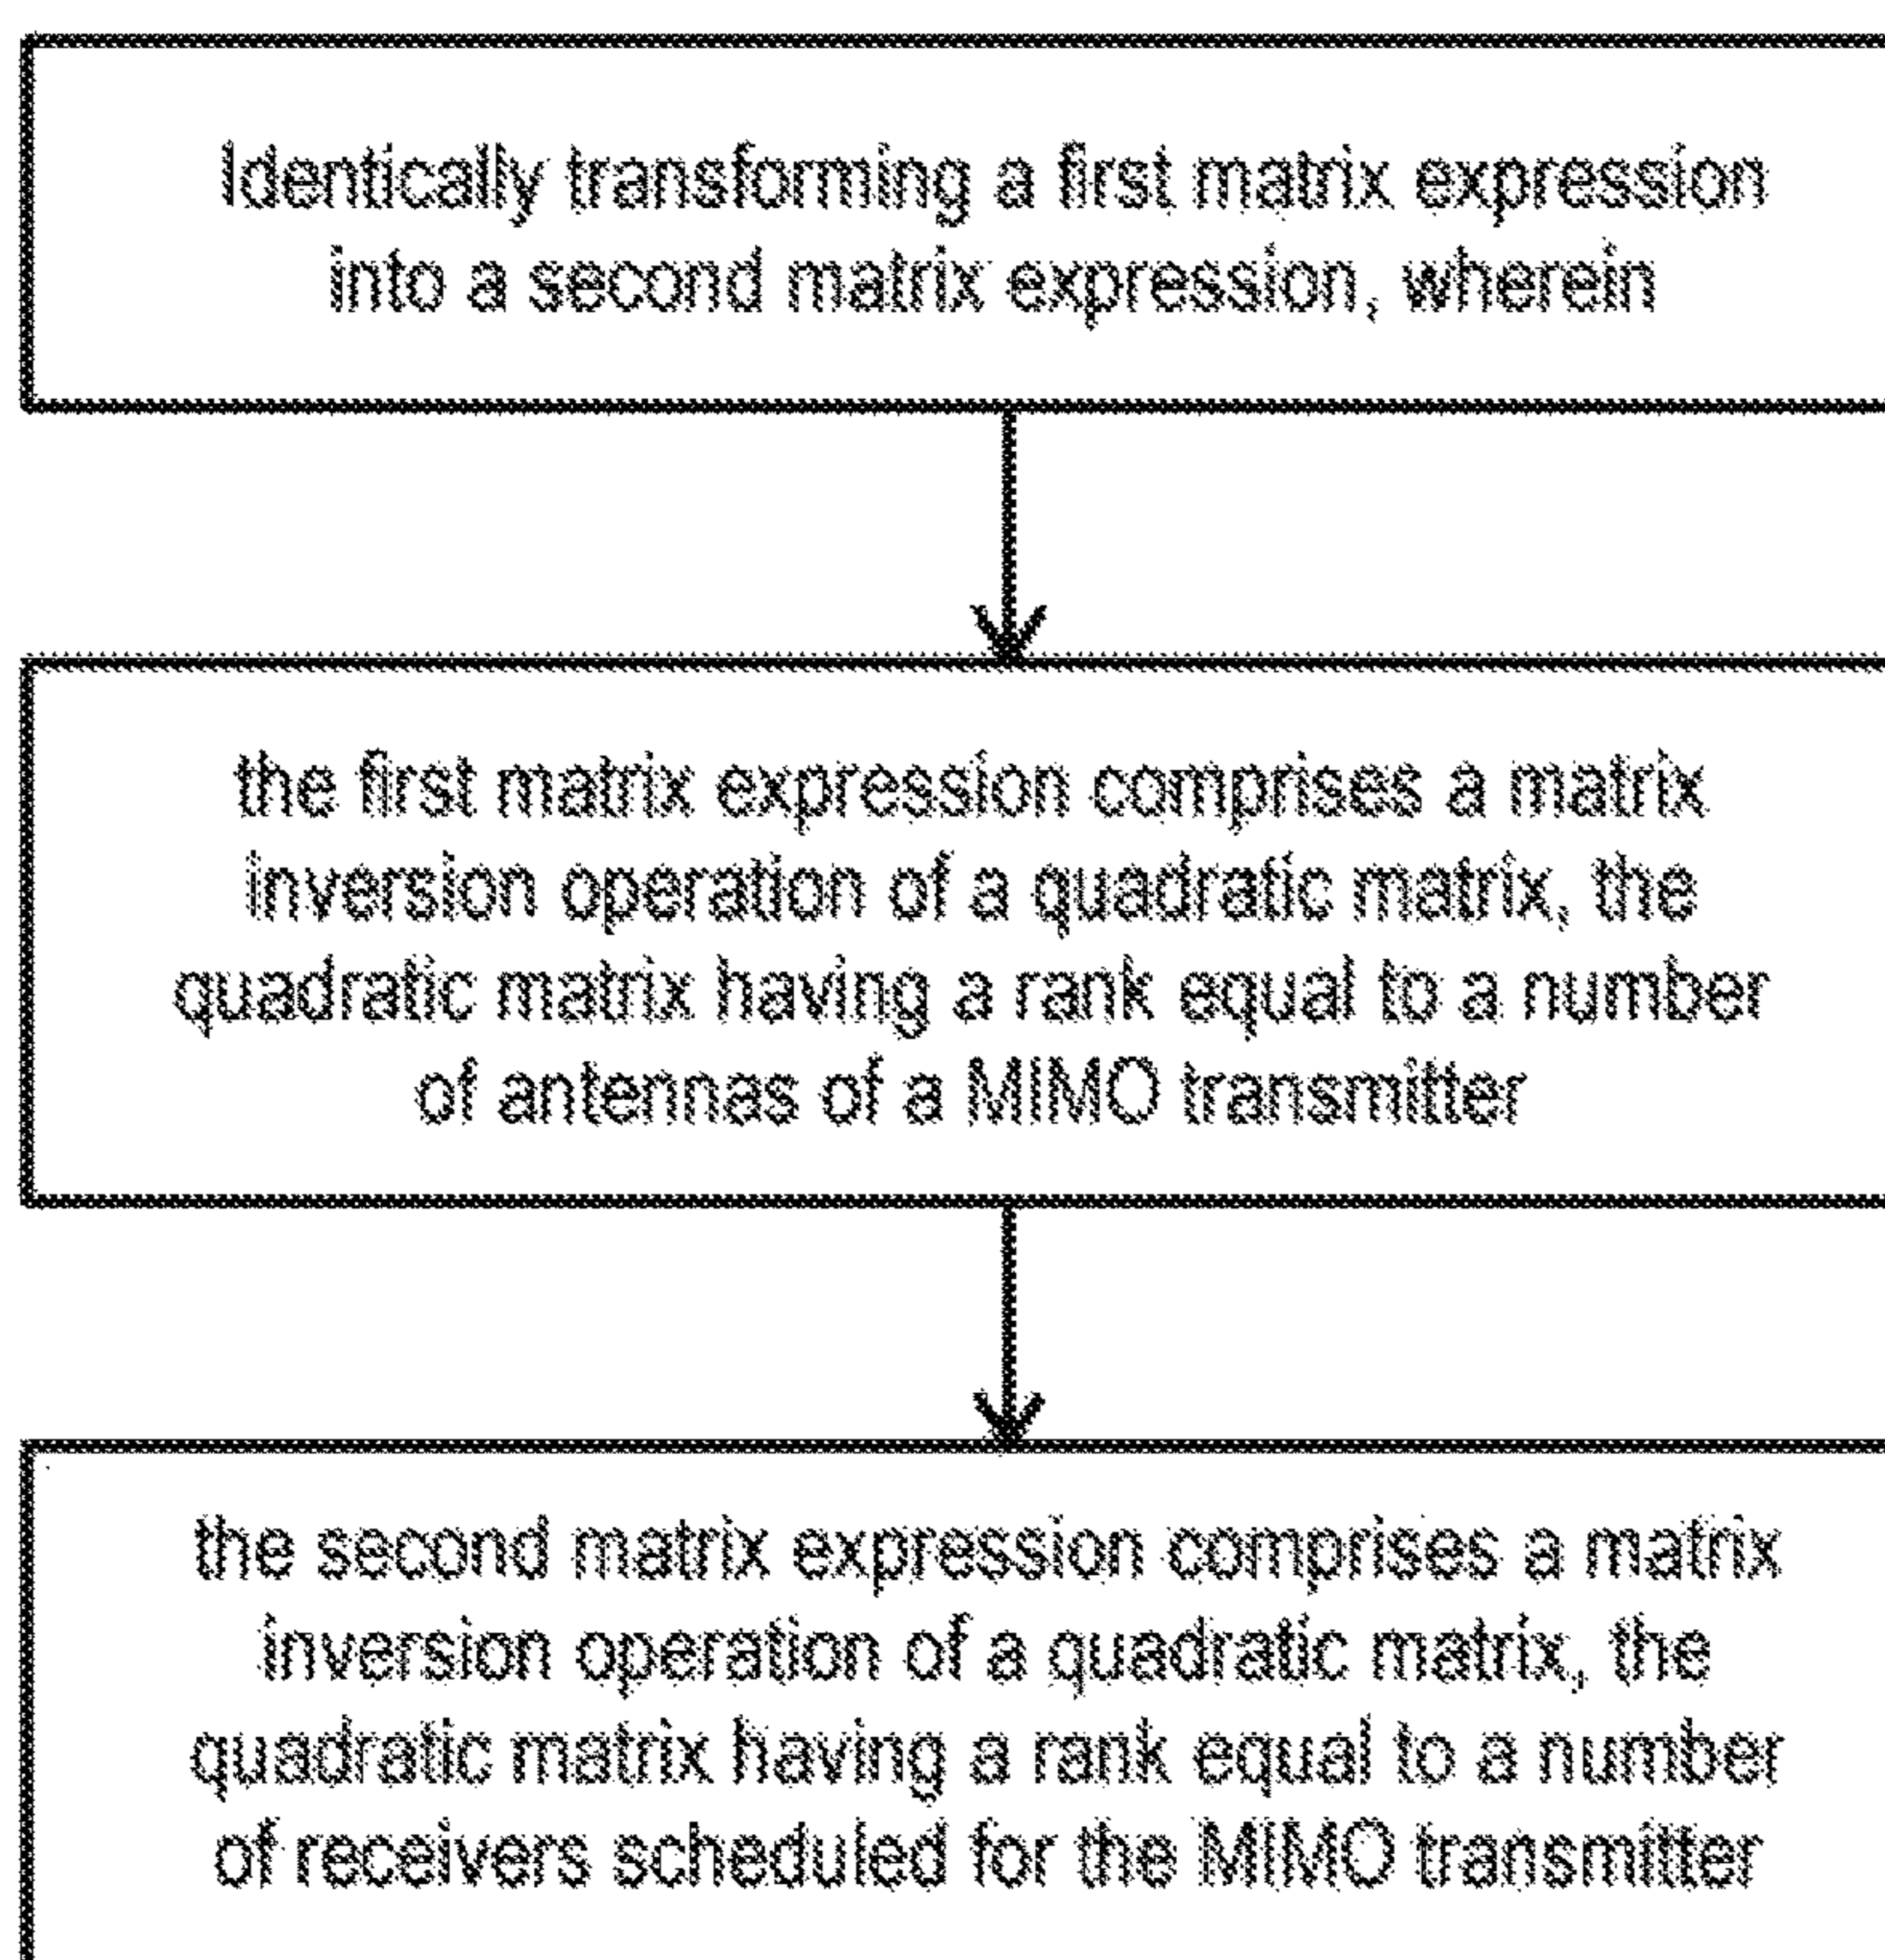 Identically transforming a first matrix expression
into a second matrix expression, wherein
the first matrix expression comprises a matrix
inversion operation of a quadratic matrix, the
quadratic matrix having a rank equal to a number
of antennas of a MIMO transmitter
the second matrix expression comprises a matrix
inversion operation of a quadratic matrix, the
quadratic matrix having a rank equal to a number
of receivers scheduled for the MIMO transmitter